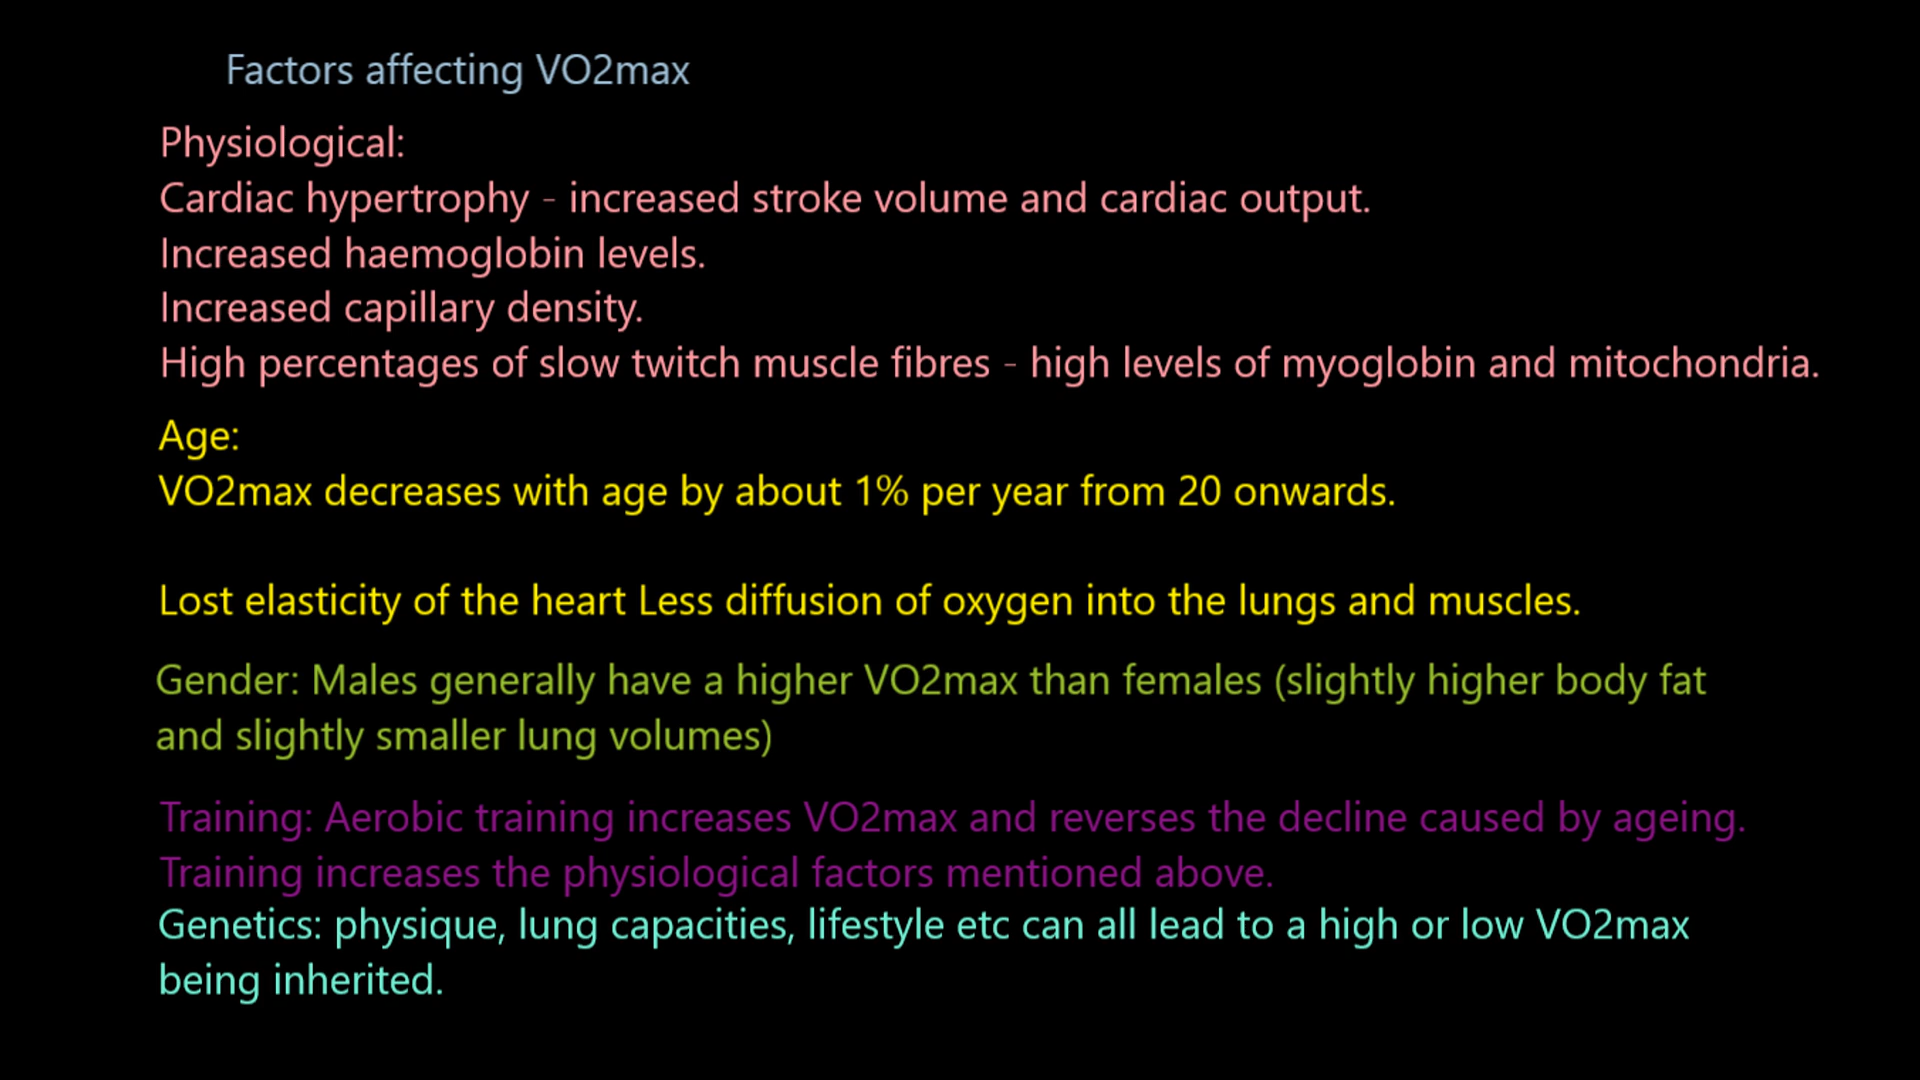 Factors affecting VO2max
Physiological:
Cardiac hypertrophy - increased stroke volume and cardiac output.
Increased haemoglobin levels.
Increased capillary density.
High percentages of slow twitch muscle fibres - high levels of myoglobin and mitochondria.
Age:
VO2max decreases with age by about 1% per year from 20 onwards.
Lost elasticity of the heart Less diffusion of oxygen into the lungs and muscles.
Gender: Males generally have a higher VO2max than females (slightly higher body fat
and slightly smaller lung volumes)
Training: Aerobic training increases VO2max and reverses the decline caused by ageing.
Training increases the physiological factors mentioned above.
Genetics: physique, lung capacities, lifestyle etc can all lead to a high or low VO2max
being inherited.